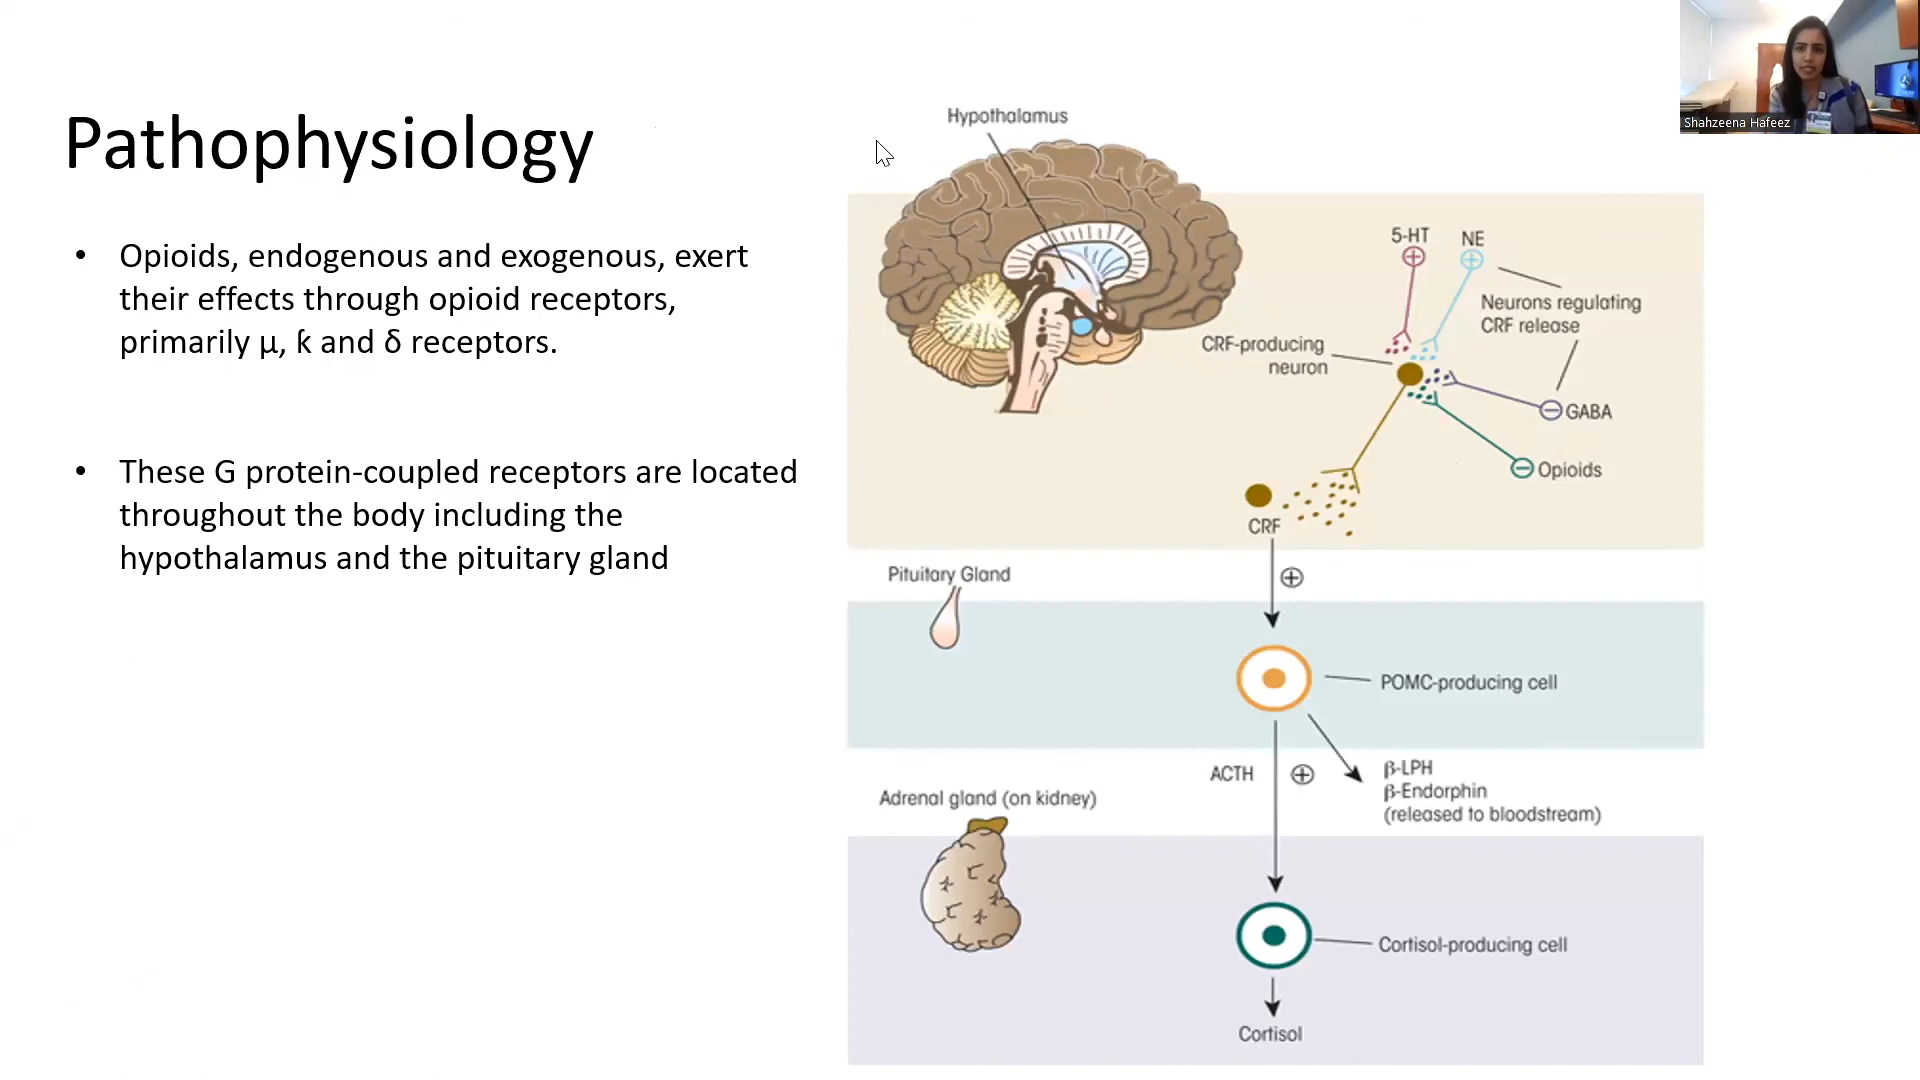 Pathophysiology
• Opioids, endogenous and exogenous, exert
their effects through opioid receptors,
primarily µ, ƙ and δ receptors.
• These G protein-coupled receptors are located
throughout the body including the
hypothalamus and the pituitary gland
Hypothalamus
5-HT
NE
Neurons regulating
CRF release
CRF-producing
neuron
GABA
Opioids
CRF
Pituitary Gland
POMC-producing cell
ACTH
β-LPH
β-Endorphin
(released to bloodstream)
Adrenal gland (on kidney)
Cortisol-producing cell
Cortisol
Shahzeena Hafeez